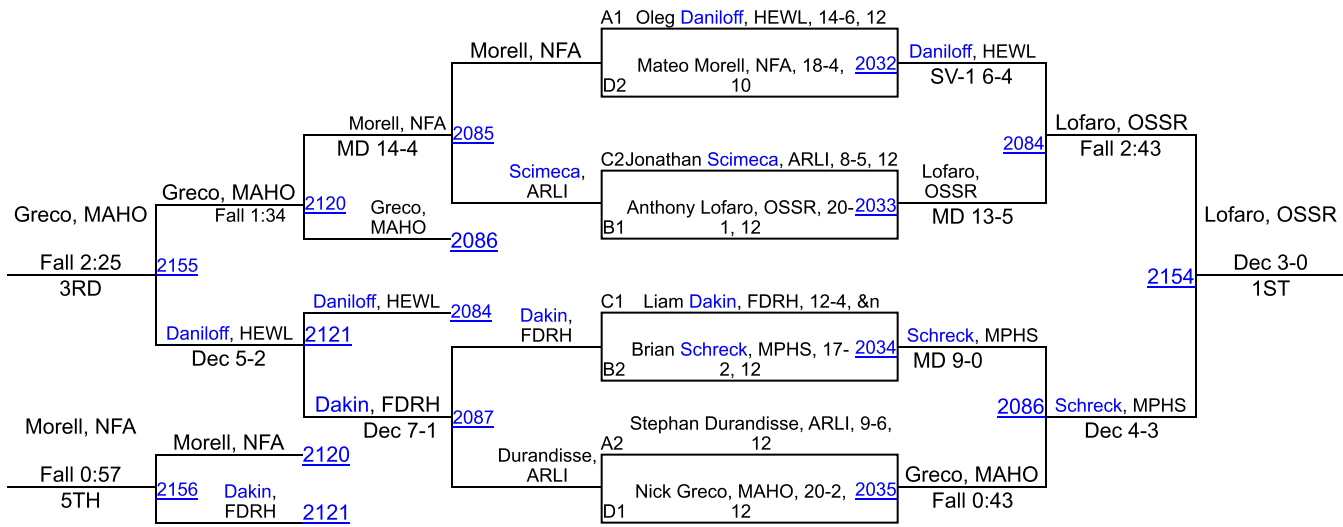 A1 Oleg Daniloff, HEWL, 14-6, 12
Morell, NFA
Mateo Morell, NFA, 18-4,
10
2032
D2
Daniloff, HEWL
SV-1 6-4
Morell, NFA
MD 14-4
2085
Lofaro, OSSR
Fall 2:43
2084
C2 Jonathan Scimeca, ARLI, 8-5, 12
Scimeca,
ARLI
Anthony Lofaro, OSSR, 20-
1, 12
2033
B1
Lofaro,
OSSR
MD 13-5
Greco, MAHO
Fall 1:34
2120
Greco,
MAHO
2086
Greco, MAHO
Fall 2:25
3RD
2155
Lofaro, OSSR
Dec 3-0
1ST
2154
C1 Liam Dakin, FDRH, 12-4, &n
Daniloff, HEWL
2084
Dakin,
FDRH
Brian Schreck, MPHS, 17-
2, 12
2034
B2
Schreck, MPHS
MD 9-0
Daniloff, HEWL
Dec 5-2
2121
Dakin, FDRH
Dec 7-1
2087
2086
Schreck, MPHS
Dec 4-3
Stephan Durandisse, ARLI, 9-6,
12
A2
Durandisse,
ARLI
Nick Greco, MAHO, 20-2,
12
2035
D1
Greco, MAHO
Fall 0:43
Morell, NFA
Fall 0:57
5TH
Morell, NFA
2120
2156
Dakin,
FDRH
2121